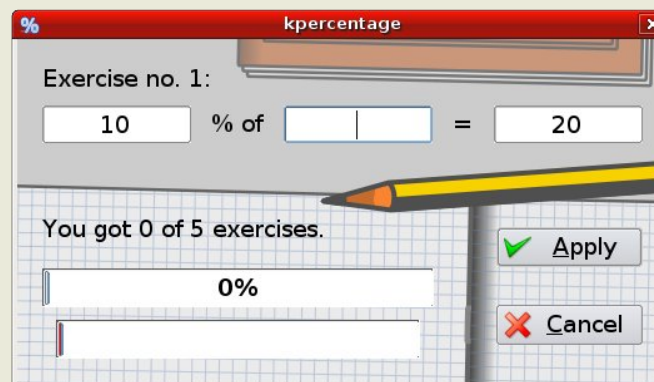 % kpercentage x
Exercise no. 1:
10 % of = 20
You got 0 of 5 exercises.
Apply
0%
Cancel